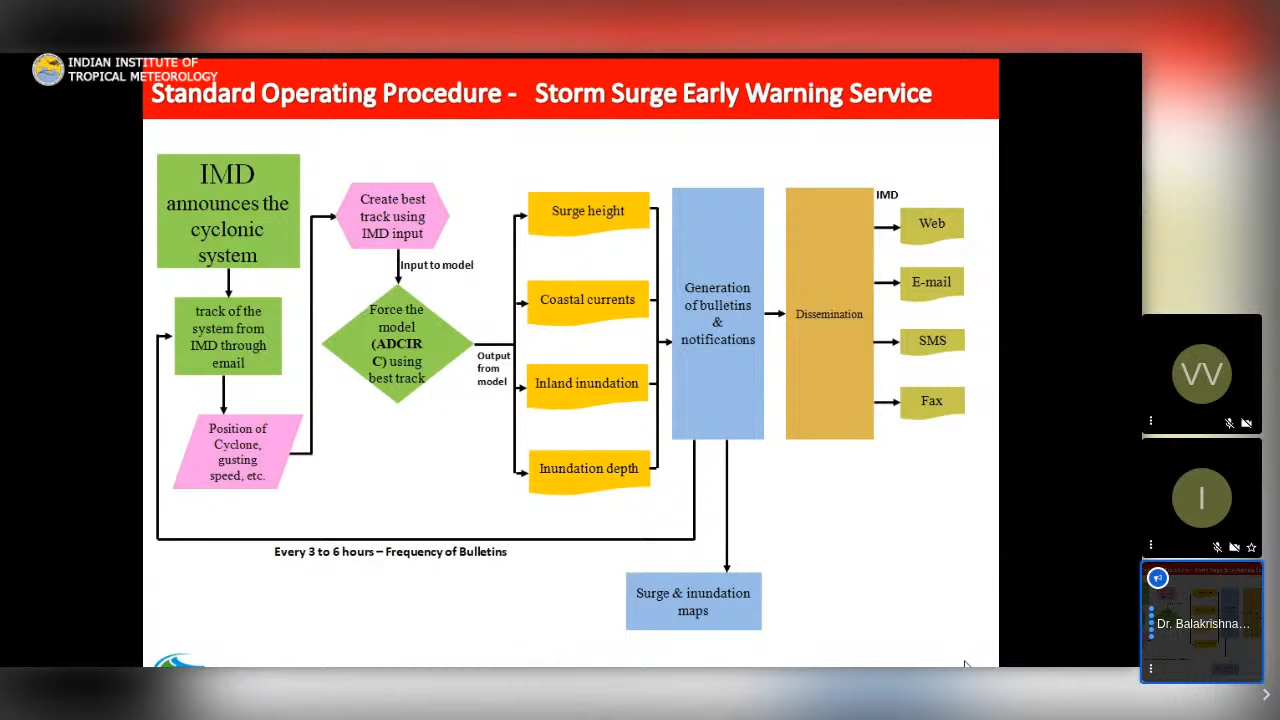 INDIAN INSTITUTE OF
TROPICAL METEOROLOGY
Standard Operating Procedure - Storm Surge Early Warning Service
IMD
announces the
cyclonic
system
track of the
system from
IMD through
email
Position of
Cyclone,
gusting
speed, etc.
Create best
track using
IMD input
Input to model
Force the
model
(ADCIR
C) using
best track
Output
from
model
Surge height
Coastal currents
Inland inundation
Inundation depth
Generation
of bulletins
&
notifications
Dissemination
IMD
Web
E-mail
SMS
Fax
Every 3 to 6 hours – Frequency of Bulletins
Surge & inundation
maps
VV
I
Dr. Balakrishna...